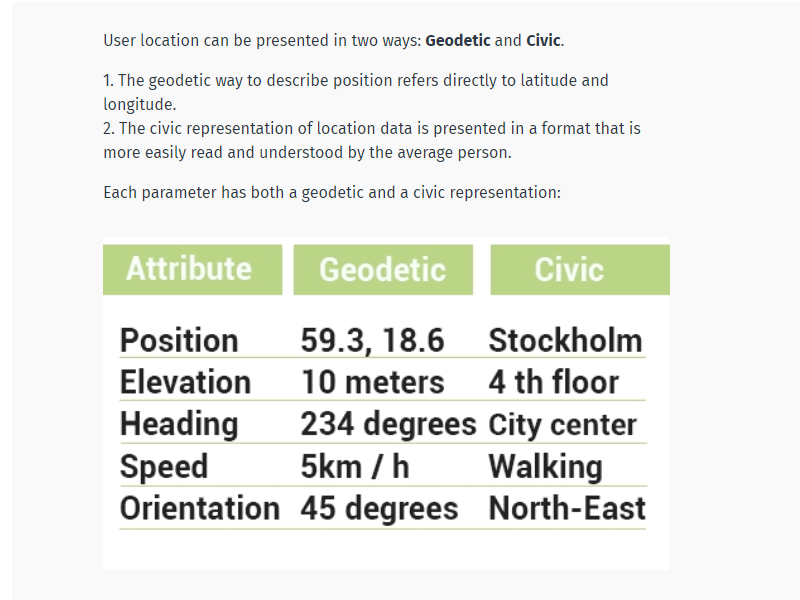 User location can be presented in two ways: Geodetic and Civic.
1. The geodetic way to describe position refers directly to latitude and
longitude.
2. The civic representation of location data is presented in a format that is
more easily read and understood by the average person.
Each parameter has both a geodetic and a civic representation:
Attribute Geodetic Civic
Position 59.3, 18.6 Stockholm
Elevation 10 meters 4 th floor
Heading 234 degrees City center
Speed 5km / h Walking
Orientation 45 degrees North-East